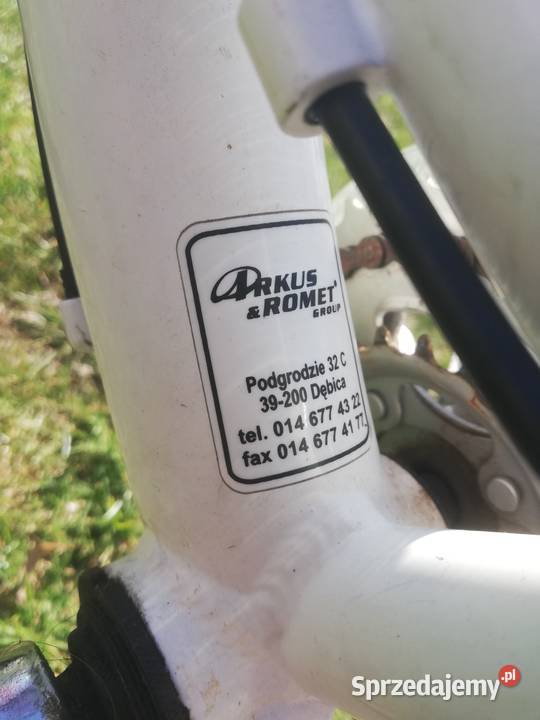 ARKUS
& ROMET
GROUP
Podgrodzie 32 C
39-200 Dębica
tel. 014 677 43 22
fax 014 677 41 77
Sprzedajemy.pl